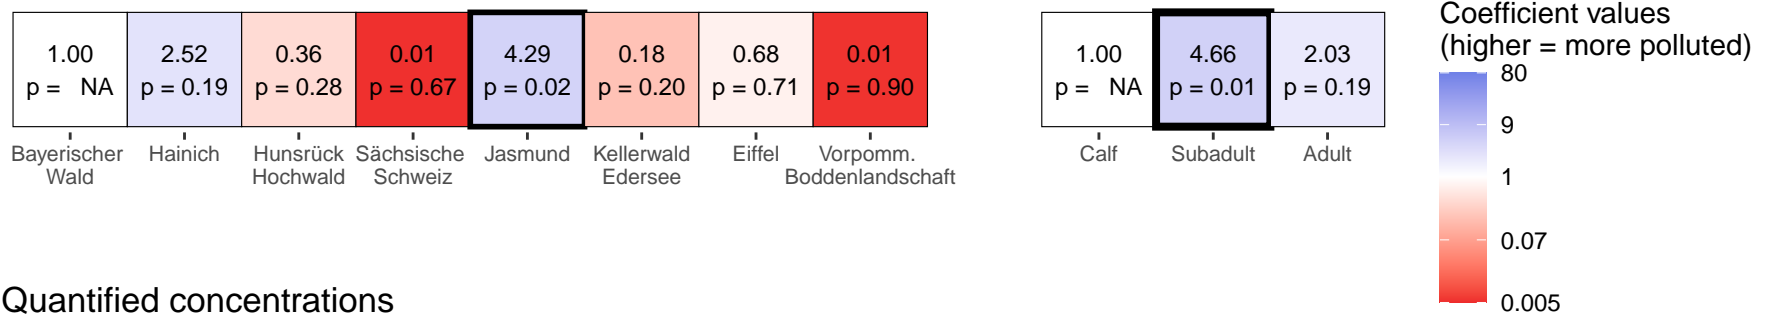 1.00 2.52 0.36 0.01 4.29 0.18 0.68 0.01 1.00 4.66 2.03
p = NA p = 0.19 p = 0.28 p = 0.67 p = 0.02 p = 0.20 p = 0.71 p = 0.90 p = NA p = 0.01 p = 0.19
Bayerischer Hainich Hunsrück Sächsische Jasmund Kellerwald Eiffel Vorpomm. Calf Subadult Adult
Wald Hochwald Schweiz Edersee Boddenlandschaft
Coefficient values
(higher = more polluted)
80
9
1
0.07
0.005
Quantified concentrations